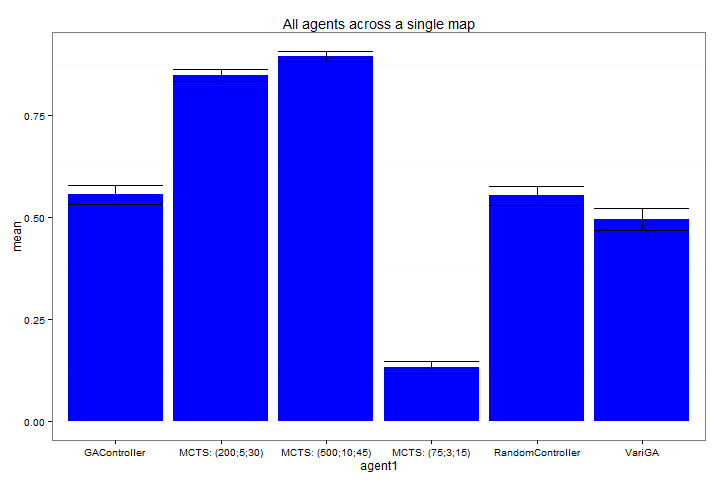 All agents across a single map
mean
0.75
0.50
0.25
0.00
GAController MCTS: (200;5;30) MCTS: (500;10;45) MCTS: (75;3;15) RandomController VariGA
agent1